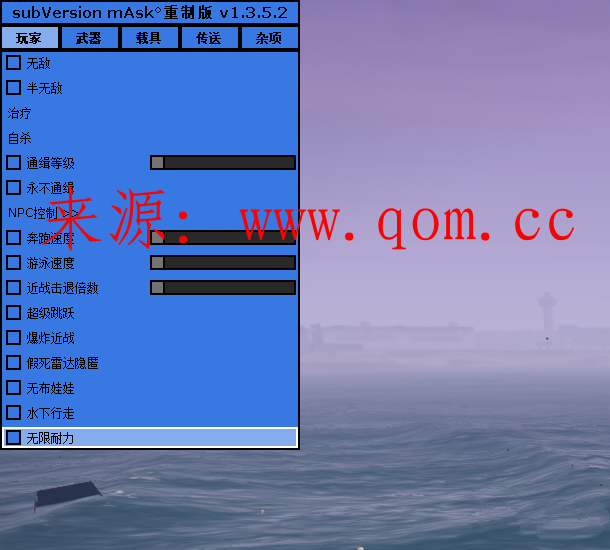 subVersion mAsk°重制版 v1.3.5.2
玩家 武器 载具 传送 杂项
无敌
半无敌
治疗
自杀
通缉等级
永不通缉
NPC控制 >>
来源：www.qom.cc
奔跑速度
游泳速度
近战击退倍数
超级跳跃
爆炸近战
假死雷达隐匿
无布娃娃
水下行走
无限耐力